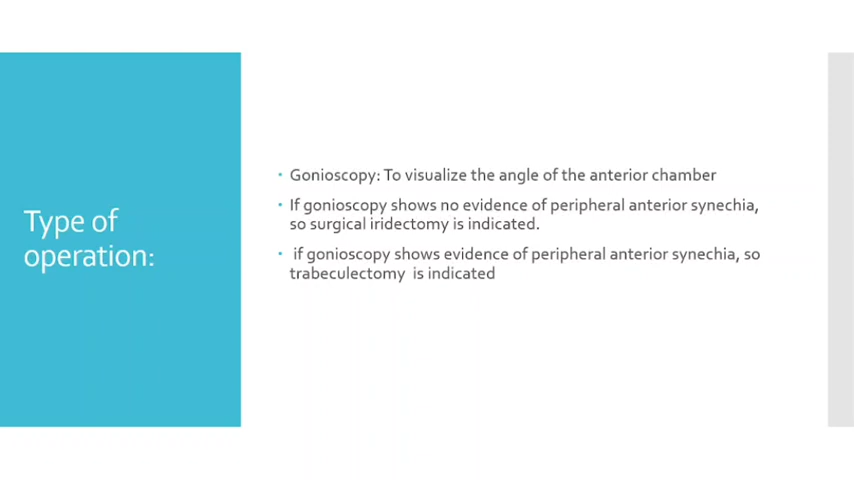 Type of
operation:
• Gonioscopy: To visualize the angle of the anterior chamber
• If gonioscopy shows no evidence of peripheral anterior synechia,
so surgical iridectomy is indicated.
• if gonioscopy shows evidence of peripheral anterior synechia, so
trabeculectomy is indicated